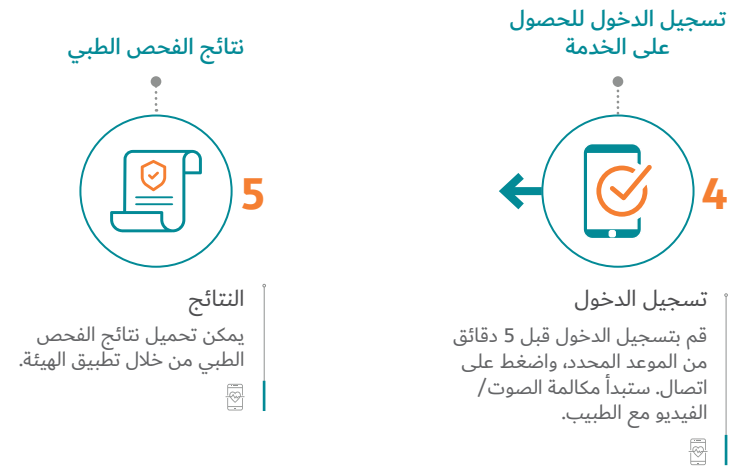 تسجيل الدخول للحصول
على الخدمة
4
تسجيل الدخول
قم بتسجيل الدخول قبل 5 دقائق
من الموعد المحدد، واضغط على
اتصال. ستبدأ مكالمة الصوت/
الفيديو مع الطبيب.
نتائج الفحص الطبي
5
النتائج
يمكن تحميل نتائج الفحص
الطبي من خلال تطبيق الهيئة.